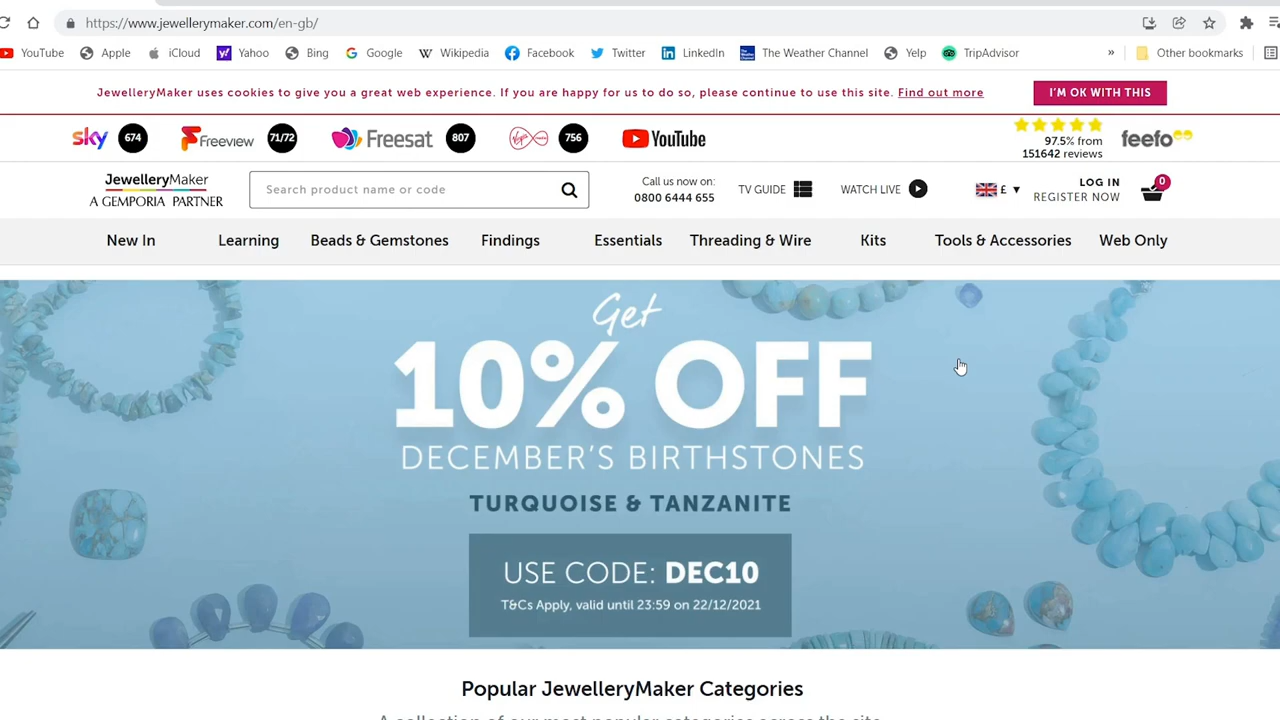 https://www.jewellerymaker.com/en-gb/
YouTube Apple iCloud Yahoo Bing Google Wikipedia Facebook Twitter LinkedIn The Weather Channel Yelp TripAdvisor » Other bookmarks
JewelleryMaker uses cookies to give you a great web experience. If you are happy for us to do so, please continue to use this site. Find out more
I'M OK WITH THIS
sky 674 Freeview 71/72 Freesat 807 Virgin media 756 YouTube
97.5% from
151642 reviews
feefo
JewelleryMaker
A GEMPORIA PARTNER
Search product name or code
Call us now on:
0800 6444 655
TV GUIDE
WATCH LIVE
£
LOG IN
REGISTER NOW
0
New In Learning Beads & Gemstones Findings Essentials Threading & Wire Kits Tools & Accessories Web Only
Get
10% OFF
DECEMBER'S BIRTHSTONES
TURQUOISE & TANZANITE
USE CODE: DEC10
T&Cs Apply, valid until 23:59 on 22/12/2021
Popular JewelleryMaker Categories
A collection of our most popular categories across the site